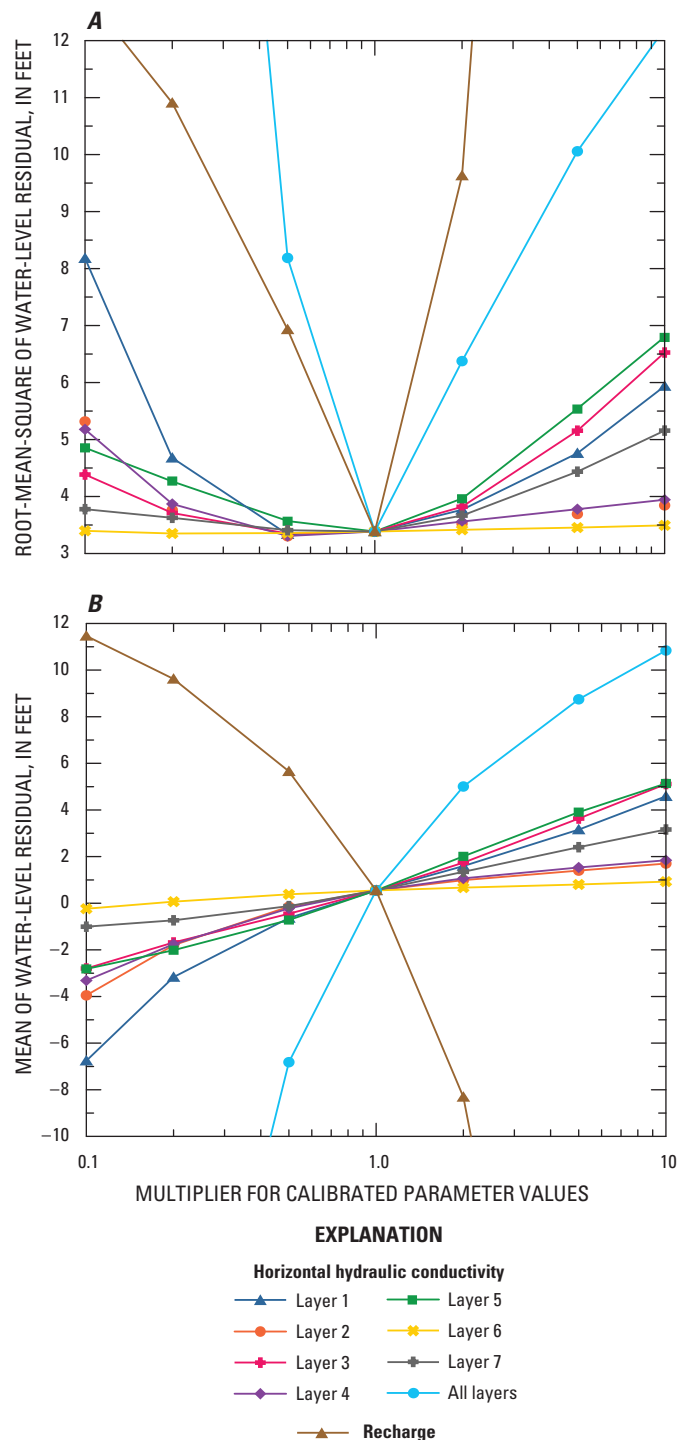 A
12
11
10
9
8
7
6
5
4
3
ROOT-MEAN-SQUARE OF WATER-LEVEL RESIDUAL, IN FEET
B
12
10
8
6
4
2
0
−2
−4
−6
−8
−10
MEAN OF WATER-LEVEL RESIDUAL, IN FEET
0.1 1.0 10
MULTIPLIER FOR CALIBRATED PARAMETER VALUES
EXPLANATION
Horizontal hydraulic conductivity
Layer 1 Layer 5
Layer 2 Layer 6
Layer 3 Layer 7
Layer 4 All layers
Recharge